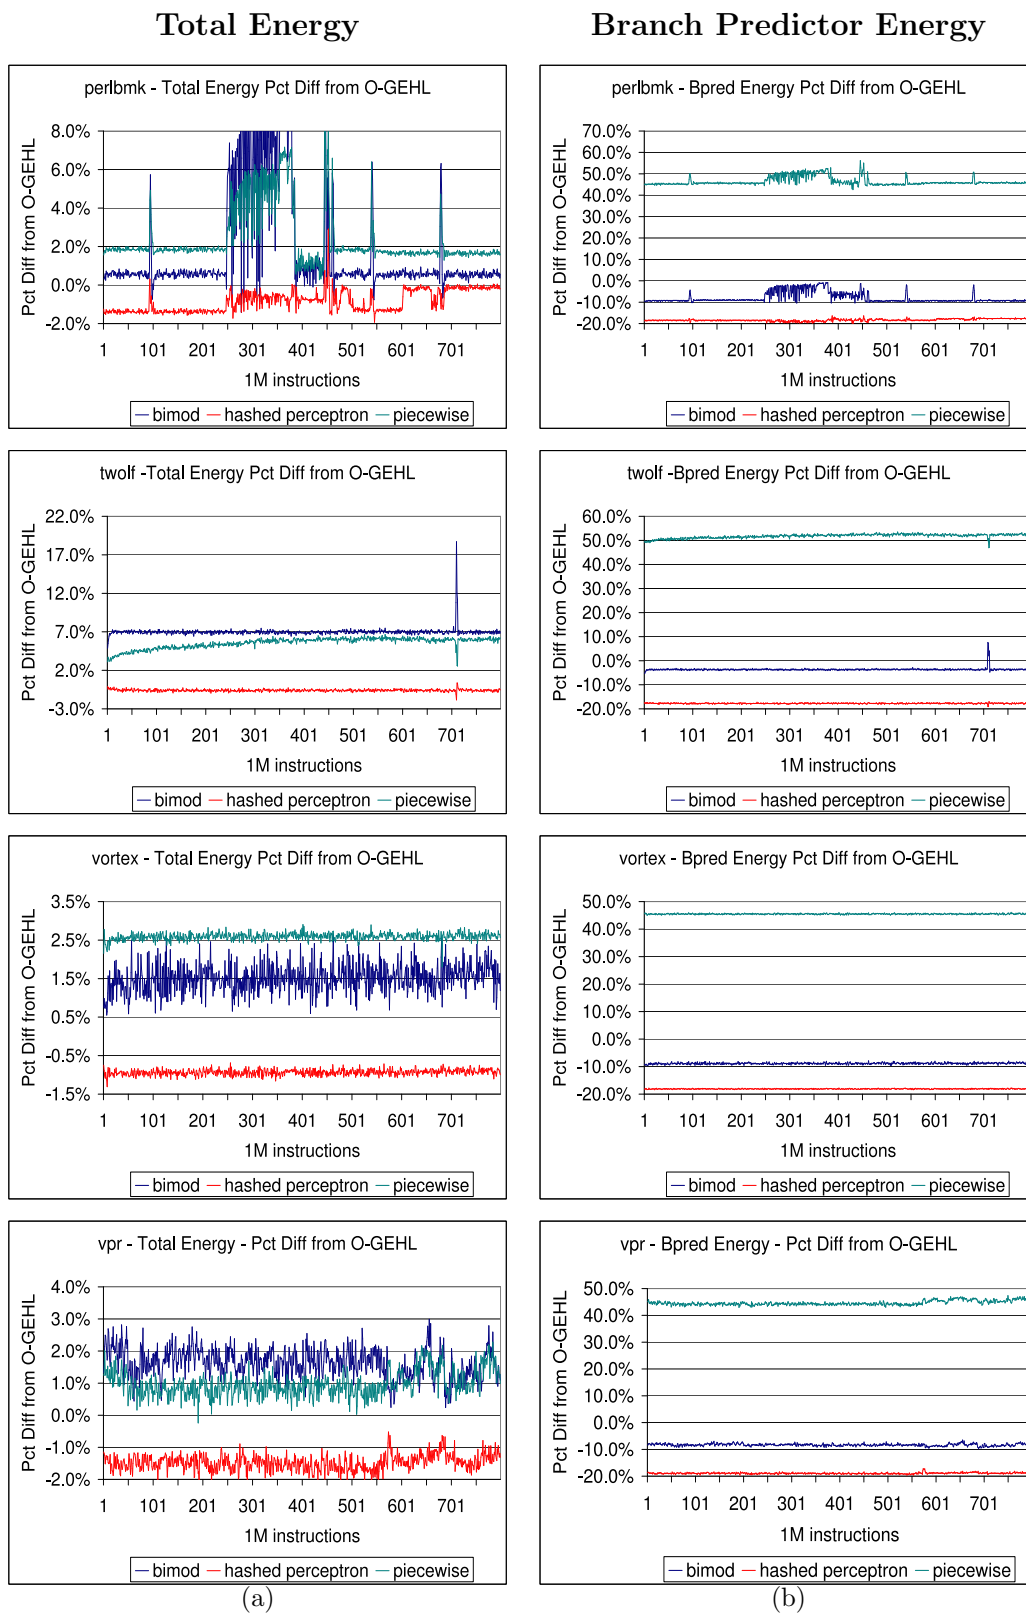 Total Energy
Branch Predictor Energy
perlbmk - Total Energy Pct Diff from O-GEHL
Pct Diff from O-GEHL
8.0%
6.0%
4.0%
2.0%
0.0%
-2.0%
1 101 201 301 401 501 601 701
1M instructions
bimod hashed perceptron piecewise
perlbmk - Bpred Energy Pct Diff from O-GEHL
Pct Diff from O-GEHL
70.0%
60.0%
50.0%
40.0%
30.0%
20.0%
10.0%
0.0%
-10.0%
-20.0%
1 101 201 301 401 501 601 701
1M instructions
bimod hashed perceptron piecewise
twolf -Total Energy Pct Diff from O-GEHL
Pct Diff from O-GEHL
22.0%
17.0%
12.0%
7.0%
2.0%
-3.0%
1 101 201 301 401 501 601 701
1M instructions
bimod hashed perceptron piecewise
twolf -Bpred Energy Pct Diff from O-GEHL
Pct Diff from O-GEHL
60.0%
50.0%
40.0%
30.0%
20.0%
10.0%
0.0%
-10.0%
-20.0%
1 101 201 301 401 501 601 701
1M instructions
bimod hashed perceptron piecewise
vortex - Total Energy Pct Diff from O-GEHL
Pct Diff from O-GEHL
3.5%
2.5%
1.5%
0.5%
-0.5%
-1.5%
1 101 201 301 401 501 601 701
1M instructions
bimod hashed perceptron piecewise
vortex - Bpred Energy Pct Diff from O-GEHL
Pct Diff from O-GEHL
50.0%
40.0%
30.0%
20.0%
10.0%
0.0%
-10.0%
-20.0%
1 101 201 301 401 501 601 701
1M instructions
bimod hashed perceptron piecewise
vpr - Total Energy - Pct Diff from O-GEHL
Pct Diff from O-GEHL
4.0%
3.0%
2.0%
1.0%
0.0%
-1.0%
-2.0%
1 101 201 301 401 501 601 701
1M instructions
bimod hashed perceptron piecewise
vpr - Bpred Energy - Pct Diff from O-GEHL
Pct Diff from O-GEHL
50.0%
40.0%
30.0%
20.0%
10.0%
0.0%
-10.0%
-20.0%
1 101 201 301 401 501 601 701
1M instructions
bimod hashed perceptron piecewise
(a)
(b)